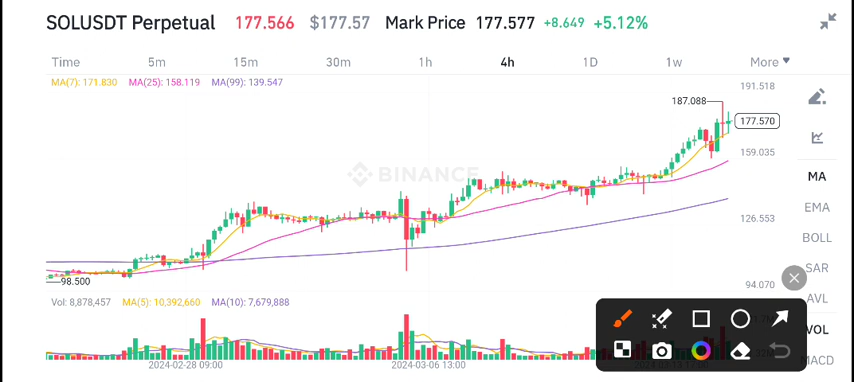 SOLUSDT Perpetual 177.566 $177.57 Mark Price 177.577 +8.649 +5.12%
Time 5m 15m 30m 1h 4h 1D 1w More
MA(7): 171.830 MA(25): 158.119 MA(99): 139.547
191.518
187.088
177.570
159.035
126.553
98.500
94.070
BINANCE
MA
EMA
BOLL
SAR
AVL
VOL
MACD
Vol: 8,878,457 MA(5): 10,392,660 MA(10): 7,679,888
2024-02-28 09:00 2024-03-06 13:00